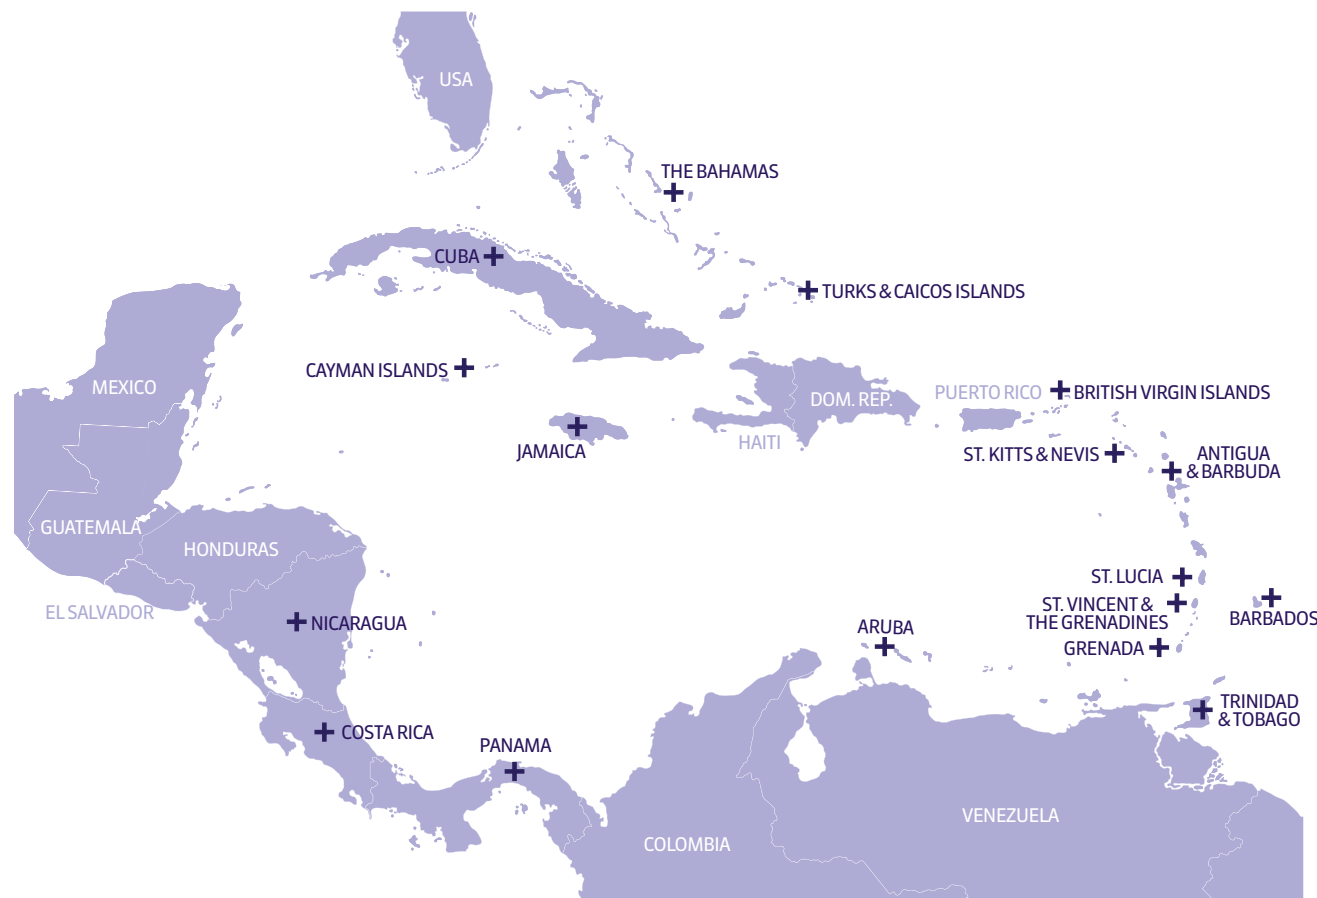 USA
THE BAHAMAS
CUBA
TURKS & CAICOS ISLANDS
CAYMAN ISLANDS
MEXICO
PUERTO RICO
BRITISH VIRGIN ISLANDS
DOM. REP.
HAITI
JAMAICA
ST. KITTS & NEVIS
ANTIGUA
& BARBUDA
GUATEMALA
HONDURAS
ST. LUCIA
EL SALVADOR
ST. VINCENT &
THE GRENADINES
BARBADOS
NICARAGUA
ARUBA
GRENADA
TRINIDAD
& TOBAGO
COSTA RICA
PANAMA
VENEZUELA
COLOMBIA